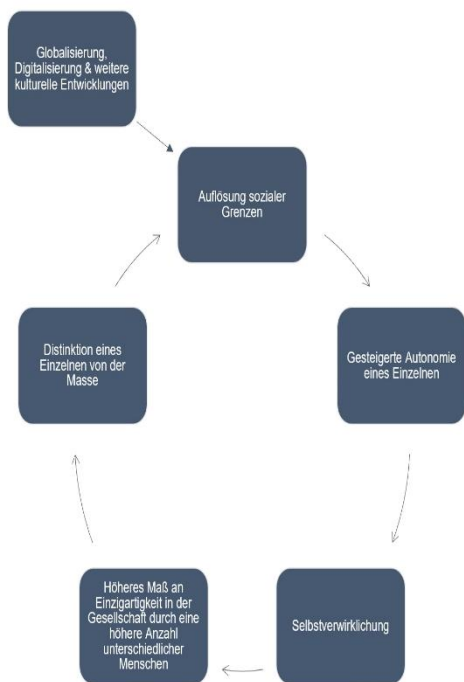 Globalisierung,
Digitalisierung & weitere
kulturelle Entwicklungen
Auflösung sozialer
Grenzen
Gesteigerte Autonomie
eines Einzelnen
Selbstverwirklichung
Höheres Maß an
Einzigartigkeit in der
Gesellschaft durch eine
höhere Anzahl
unterschiedlicher
Menschen
Distinktion eines
Einzelnen von der
Masse